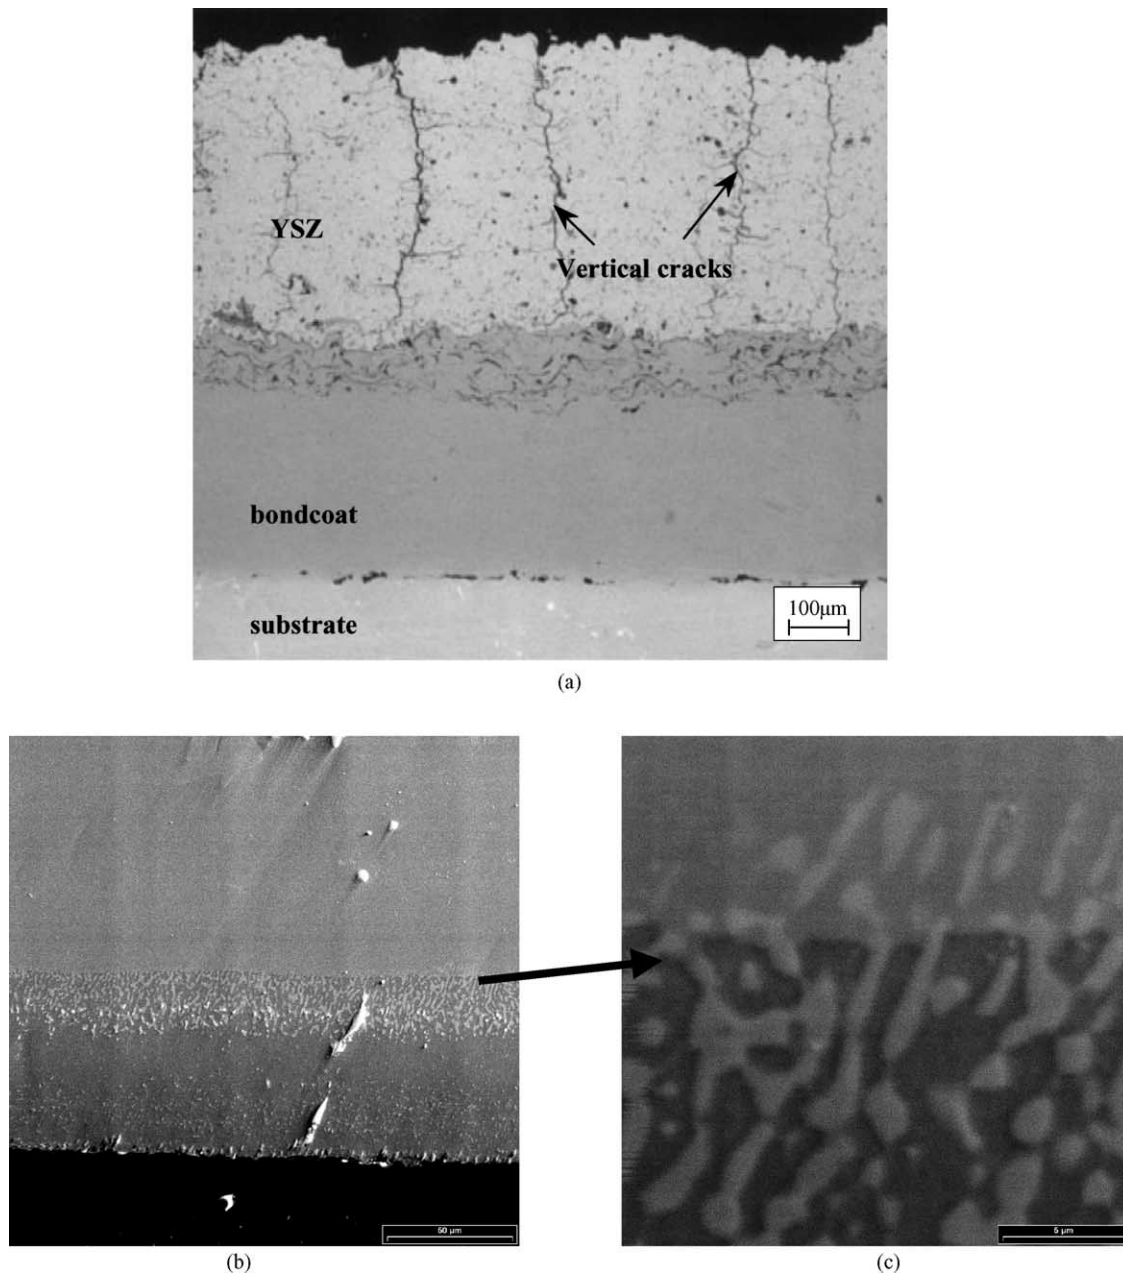 YSZ
Vertical cracks
bondcoat
100μm
substrate
(a)
50 μm
5 μm
(b)
(c)